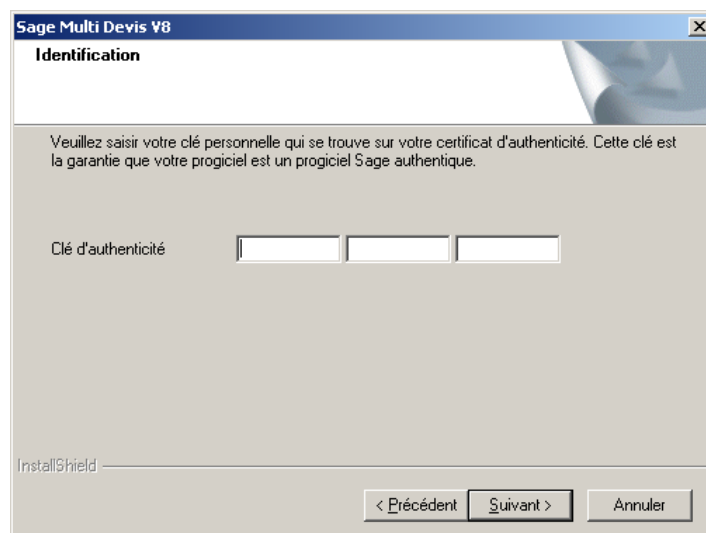 Sage Multi Devis V8
Identification
Veuillez saisir votre clé personnelle qui se trouve sur votre certificat d'authenticité. Cette clé est
la garantie que votre progiciel est un progiciel Sage authentique.
Clé d'authenticité
InstallShield
< Précédent Suivant > Annuler